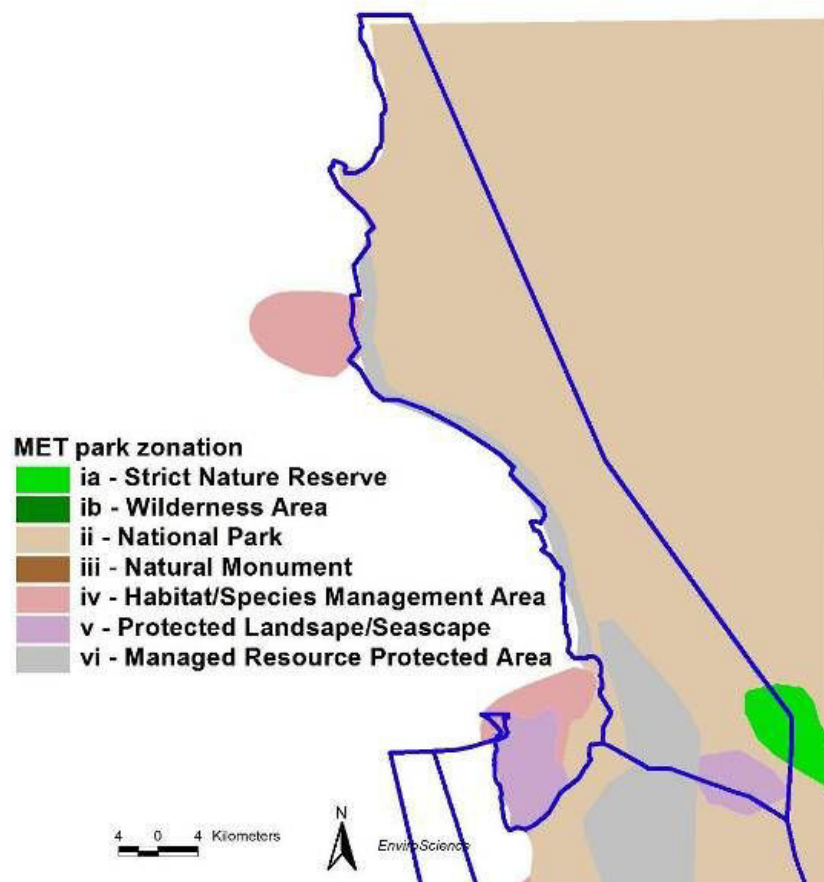 MET park zonation
ia - Strict Nature Reserve
ib - Wilderness Area
ii - National Park
iii - Natural Monument
iv - Habitat/Species Management Area
v - Protected Landsape/Seascape
vi - Managed Resource Protected Area
4 0 4 Kilometers
N
EnviroScience